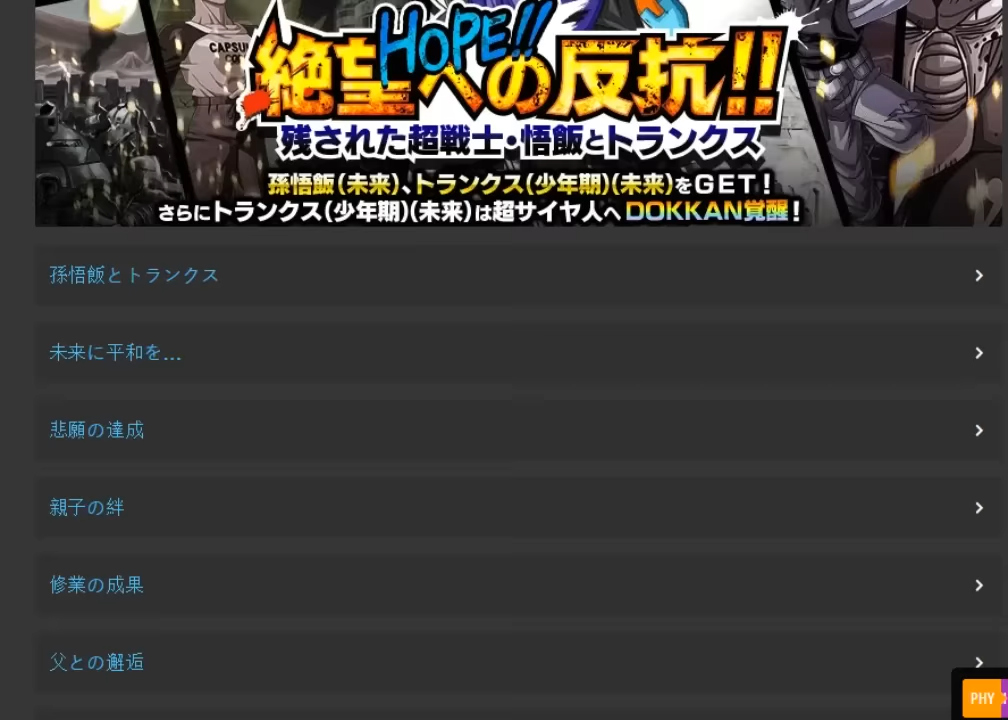 CAPSU
CO
HOPE!!
絶望への反抗!!
残された超戦士・悟飯とトランクス
孫悟飯(未来)、トランクス(少年期)(未来)をGET!
さらにトランクス(少年期)(未来)は超サイヤ人へDOKKAN覚醒!
孫悟飯とトランクス
未来に平和を…
悲願の達成
親子の絆
修業の成果
父との邂逅
PHY